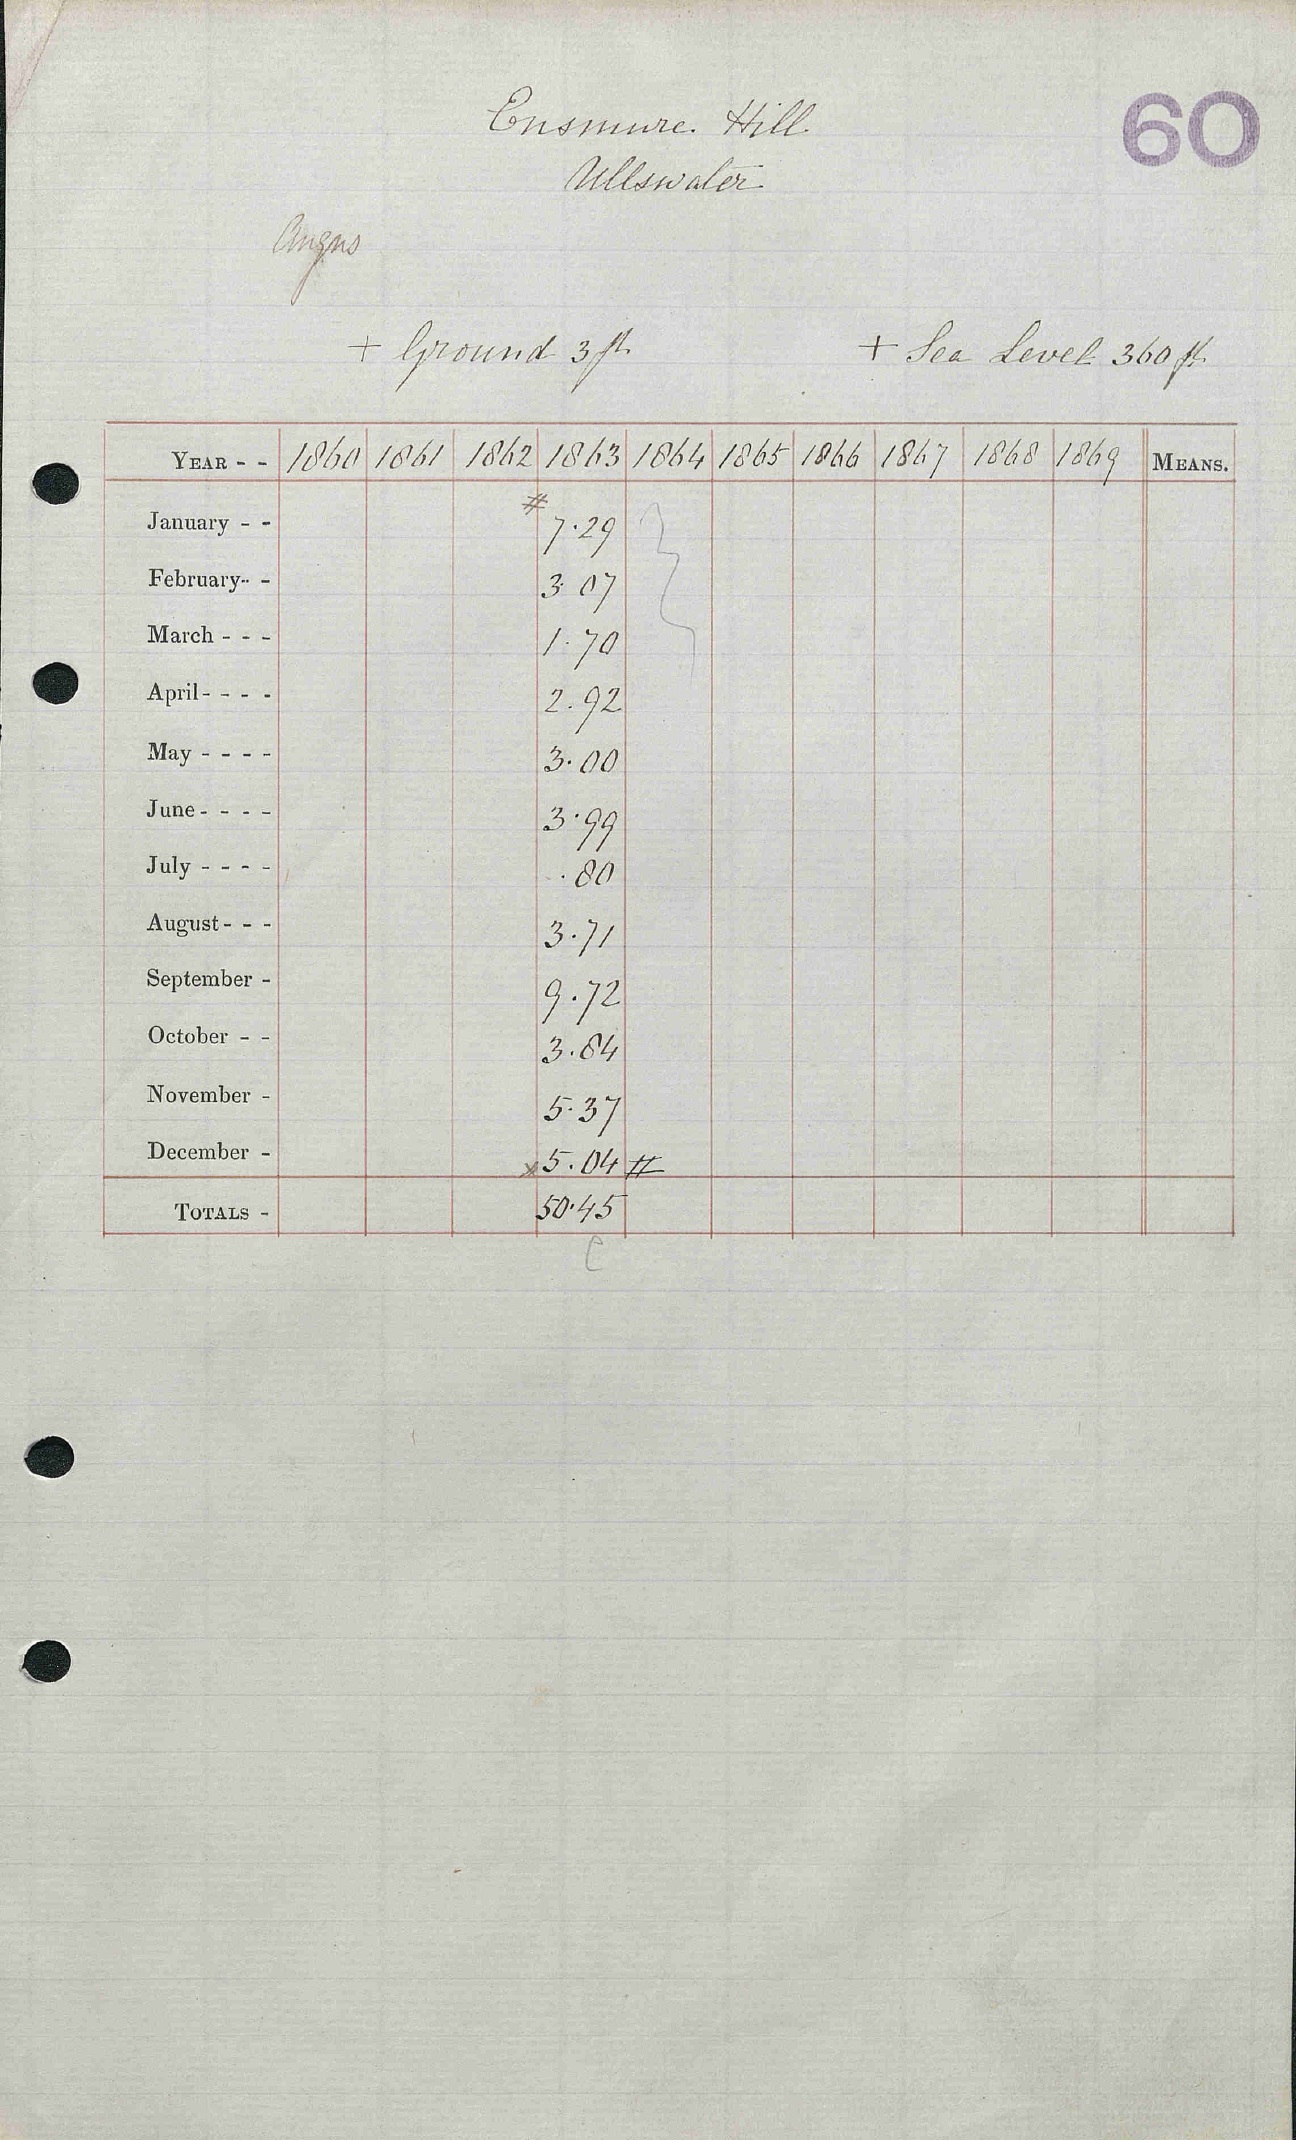 60
Ensmure Hill
Ullswater
Angus
+ Ground 3 ft + Sea Level 360 ft
YEAR - - 1860 1861 1862 1863 1864 1865 1866 1867 1868 1869 MEANS.
January - - # 7.29
February - - 3.07
March - - - 1.70
April - - - - 2.92
May - - - - 3.00
June - - - - 3.99
July - - - - .80
August - - - 3.71
September - 9.72
October - - 3.84
November - 5.37
December - x 5.04 #
TOTALS - 50.45
C